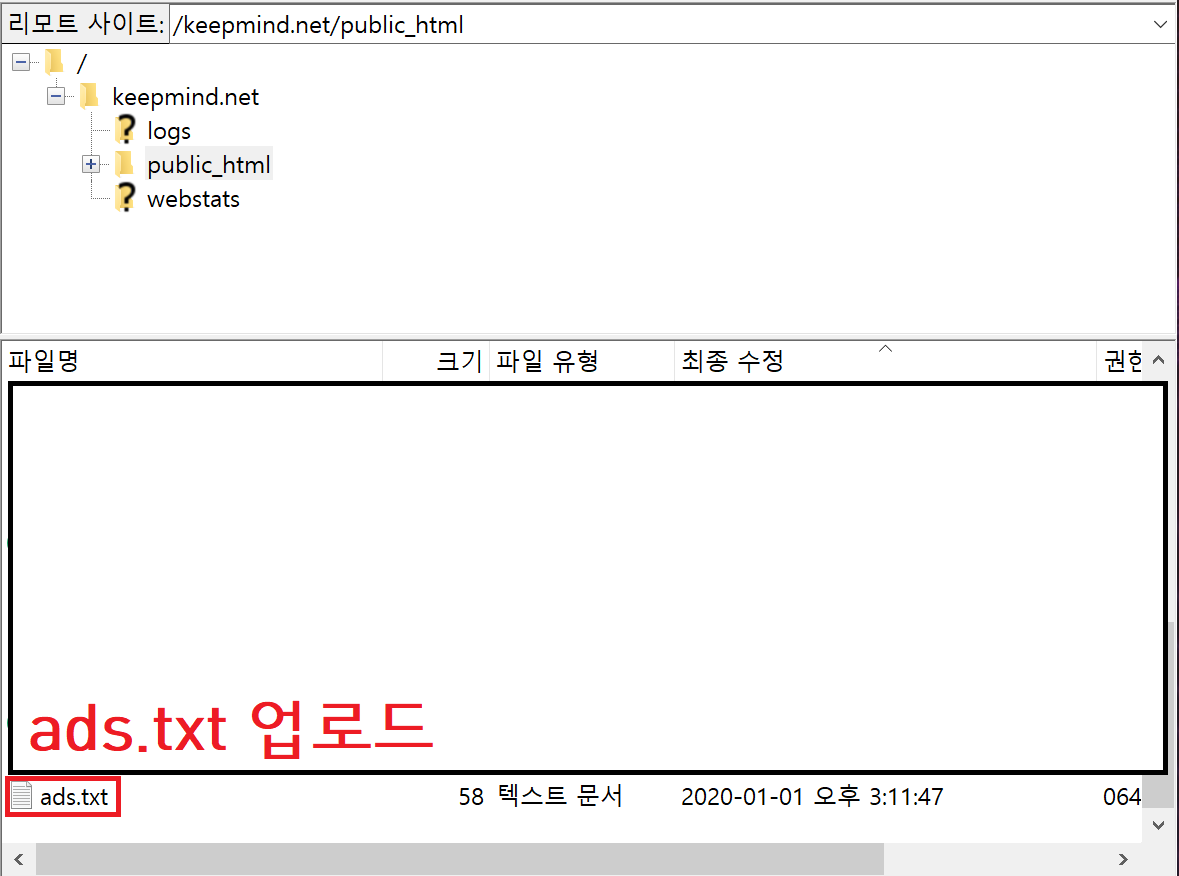 리모트 사이트: /keepmind.net/public_html
/
keepmind.net
logs
public_html
webstats
파일명 크기 파일 유형 최종 수정
ads.txt 업로드
ads.txt 58 텍스트 문서 2020-01-01 오후 3:11:47 064